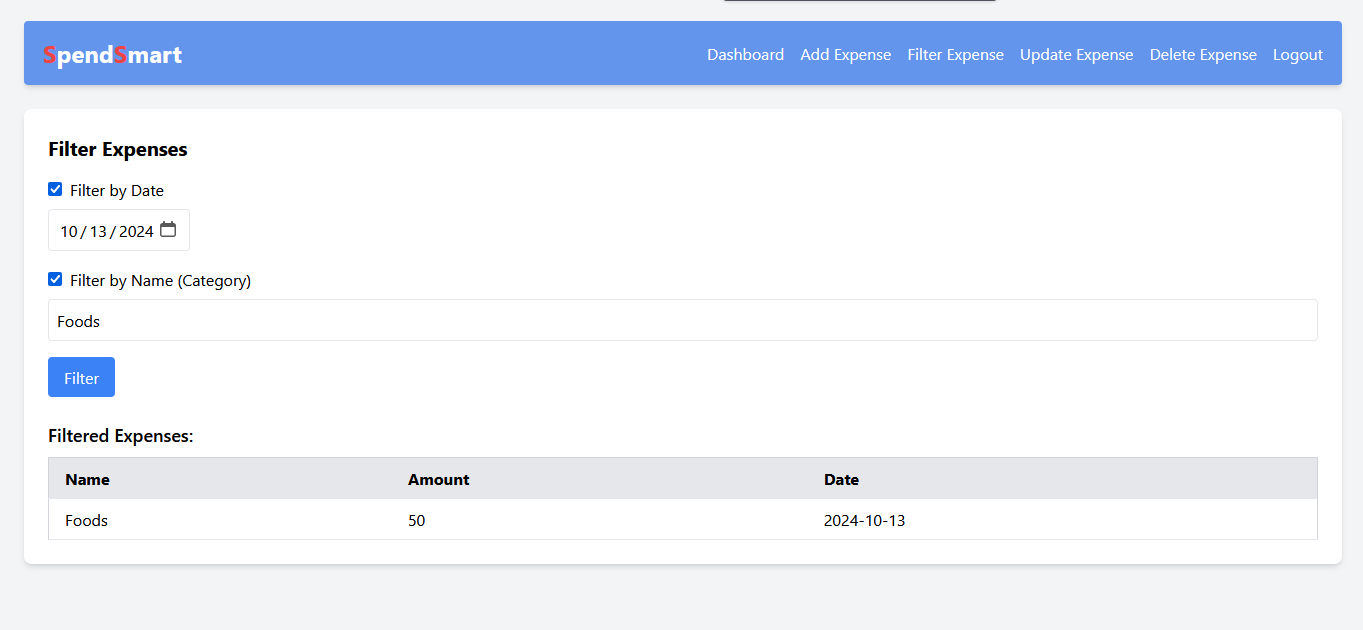 SpendSmart Dashboard Add Expense Filter Expense Update Expense Delete Expense Logout
Filter Expenses
Filter by Date
10/13/2024
Filter by Name (Category)
Foods
Filter
Filtered Expenses:
Name Amount Date
Foods 50 2024-10-13